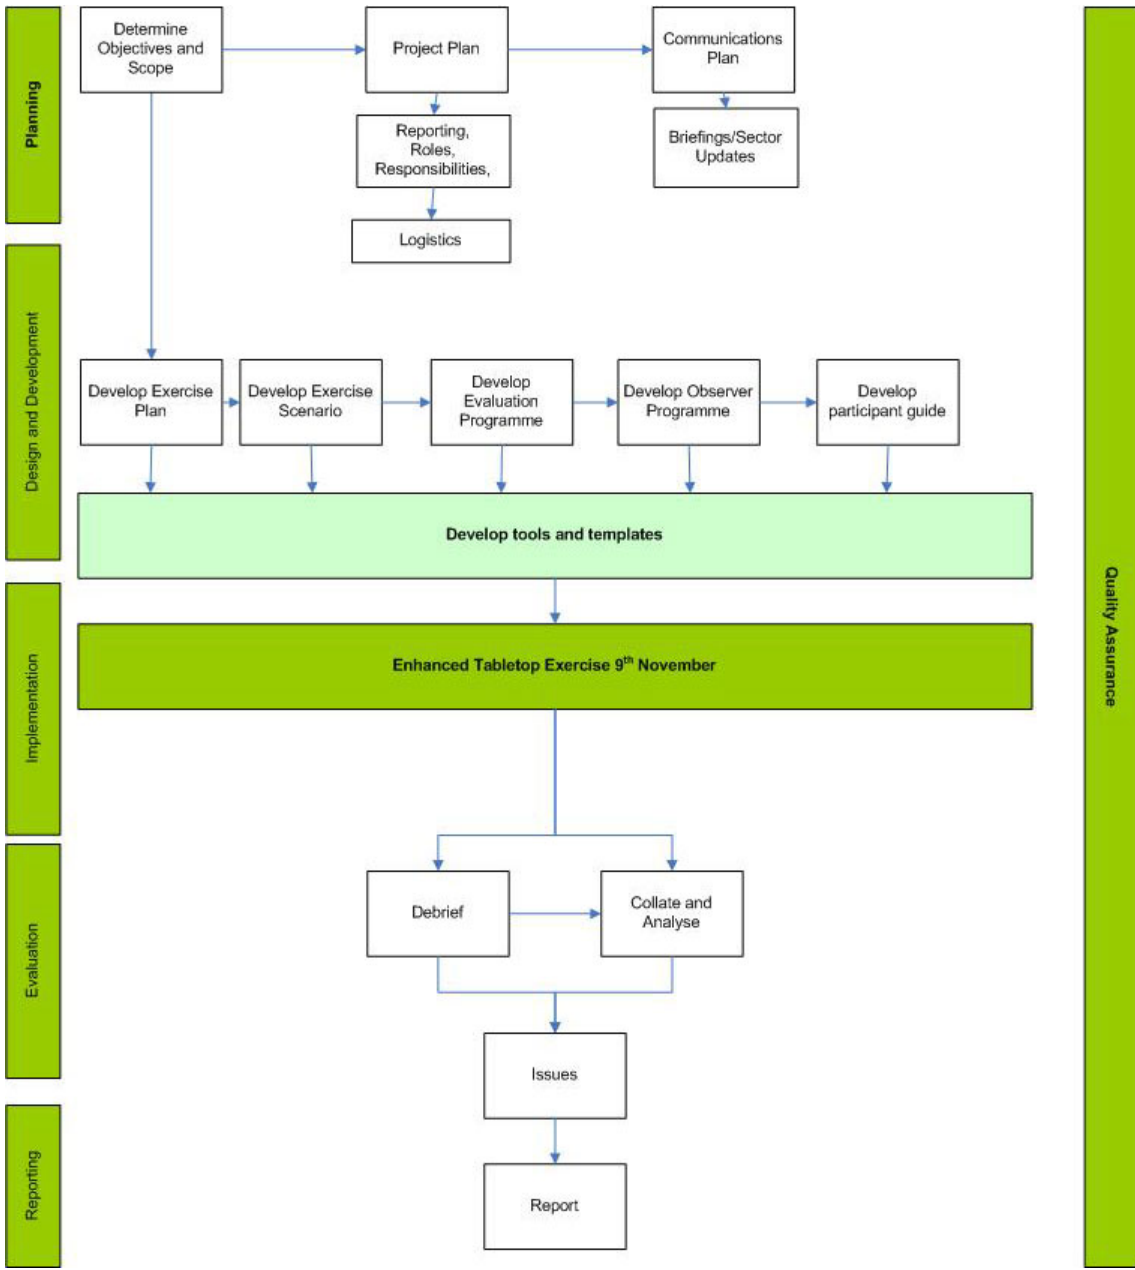 Planning
Determine
Objectives and
Scope
Project Plan
Communications
Plan
Reporting,
Roles,
Responsibilities,
Briefings/Sector
Updates
Logistics
Design and Development
Develop Exercise
Plan
Develop Exercise
Scenario
Develop
Evaluation
Programme
Develop Observer
Programme
Develop
participant guide
Develop tools and templates
Implementation
Enhanced Tabletop Exercise 9th November
Quality Assurance
Evaluation
Debrief
Collate and
Analyse
Issues
Reporting
Report